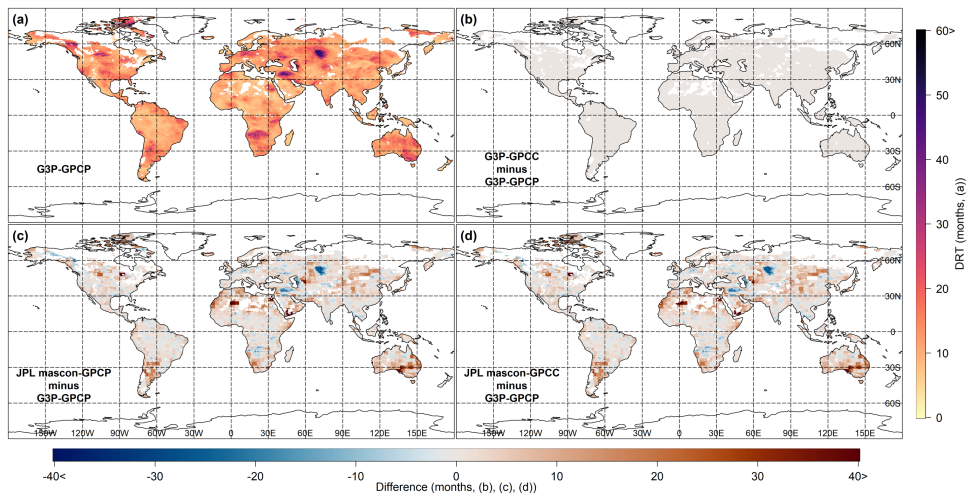 (a)
G3P-GPCP
(b)
G3P-GPCC
minus
G3P-GPCP
60N
30N
0
30S
60S
(c)
JPL mascon-GPCP
minus
G3P-GPCP
150W
120W
90W
60W
30W
0
30E
60E
90E
120E
150E
(d)
JPL mascon-GPCC
minus
G3P-GPCP
60N
30N
0
30S
60S
150W
120W
90W
60W
30W
0
30E
60E
90E
120E
150E
60>
50
40
30
20
10
0
DRT (months, (a))
-40<
-30
-20
-10
0
10
20
30
40>
Difference (months, (b), (c), (d))